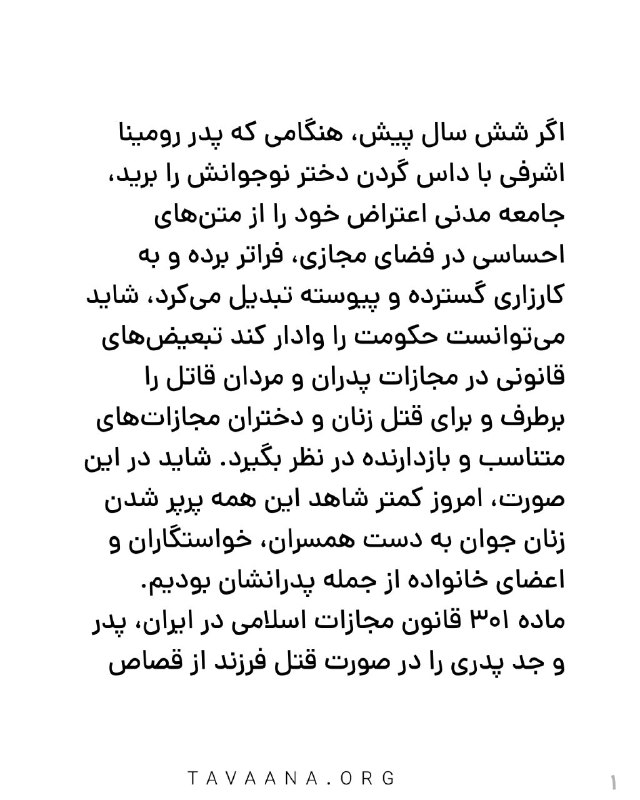 اگر شش سال پیش، هنگامی که پدر رومینا
اشرفی با داس گردن دختر نوجوانش را برید،
جامعه مدنی اعتراض خود را از متن‌های
احساسی در فضای مجازی، فراتر برده و به
کارزاری گسترده و پیوسته تبدیل می‌کرد، شاید
می‌توانست حکومت را وادار کند تبعیض‌های
قانونی در مجازات پدران و مردان قاتل را
برطرف و برای قتل زنان و دختران مجازات‌های
متناسب و بازدارنده در نظر بگیرد. شاید در این
صورت، امروز کمتر شاهد این همه پرپر شدن
زنان جوان به دست همسران، خواستگاران و
اعضای خانواده از جمله پدرانشان بودیم.
ماده ۳۰۱ قانون مجازات اسلامی در ایران، پدر
و جد پدری را در صورت قتل فرزند از قصاص
TAVAANA.ORG
۱